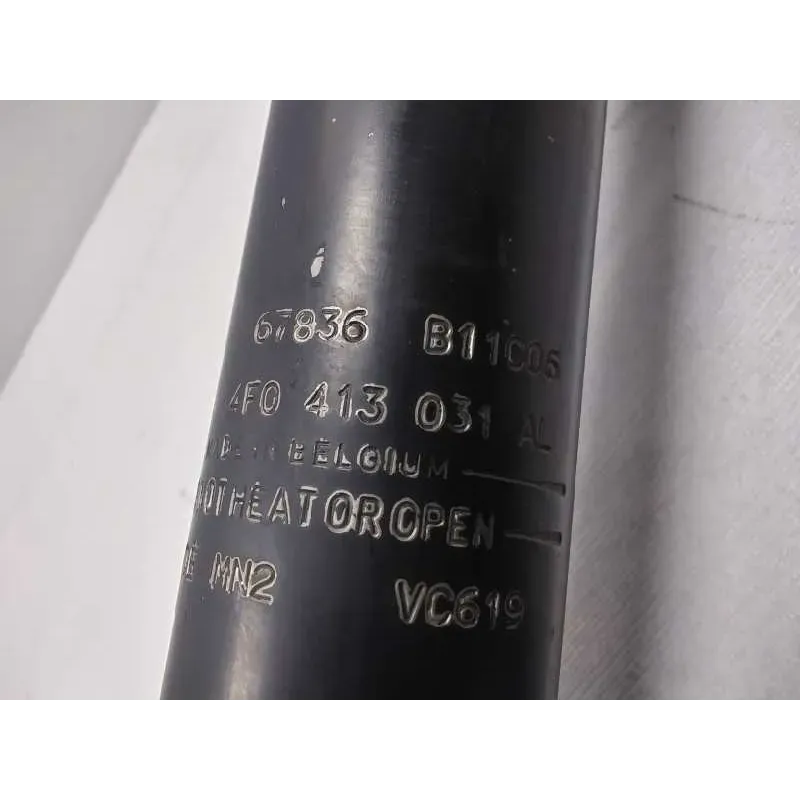 67836 B11C06
4F0 413 031 AL
BELGIUM
HEAT OR OPEN
MN2 VC619